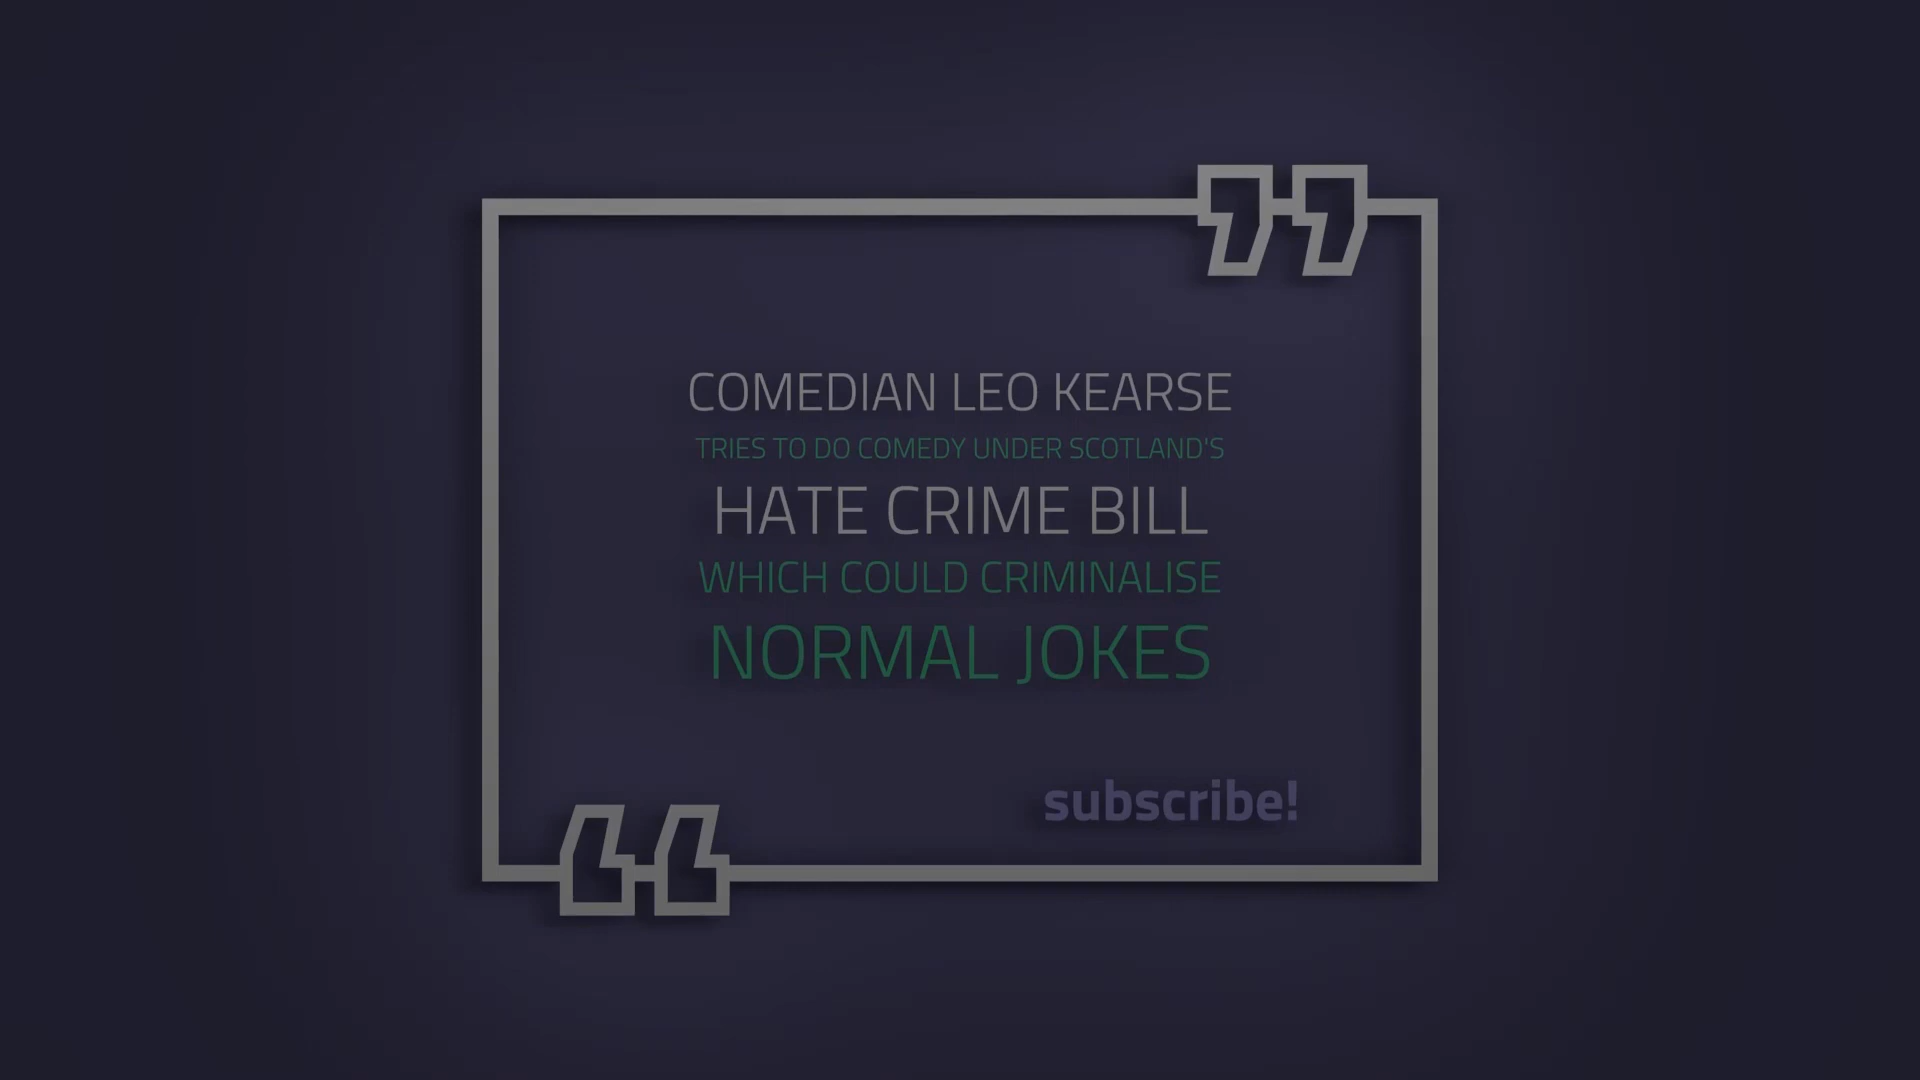 COMEDIAN LEO KEARSE
TRIES TO DO COMEDY UNDER SCOTLAND'S
HATE CRIME BILL
WHICH COULD CRIMINALISE
NORMAL JOKES
subscribe!